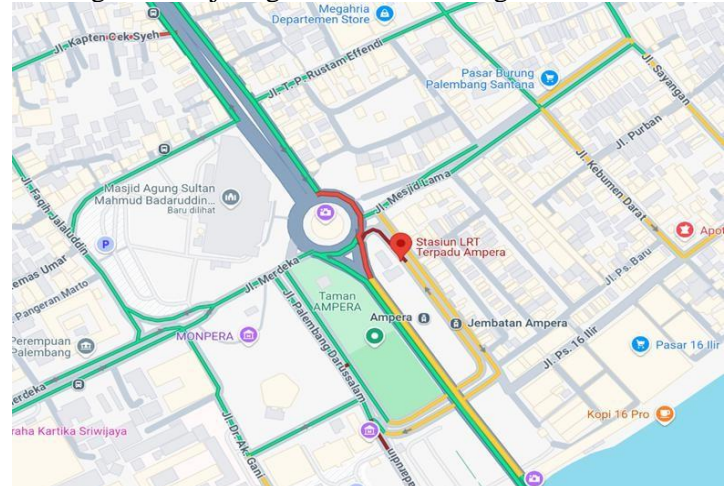 Megahria
Departemen Store
Jl. Kapten Cek Syeh
Jl. T. P. Rustam Effendi
Jl. Sayangan
Pasar Burung
Palembang Santana
Jl. Purban
Masjid Agung Sultan
Mahmud Badaruddin...
Baru dilihat
Jl. Mesjid Lama
Jl. Kebumen Darat
Jl. Faqih Jalaluddin
P
Stasiun LRT
Terpadu Ampera
Apot
emas Umar
Jl. Merdeka
Jl. Ps. Baru
Pangeran Marto
Taman
AMPERA
Jl. Palembang Darussalam
Ampera
Jembatan Ampera
MONPERA
Perempuan
Palembang
Jl. Ps. 16 Ilir
Pasar 16 Ilir
Merdeka
Kopi 16 Pro
raha Kartika Sriwijaya
Jl. Dr. Ak. Gani
adarudin